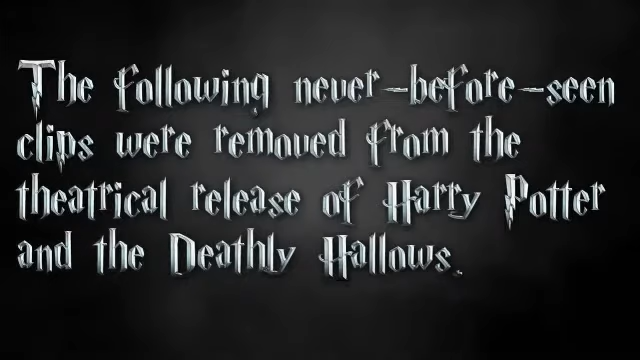 The following never-before-seen
clips were removed from the
theatrical release of Harry Potter
and the Deathly Hallows.